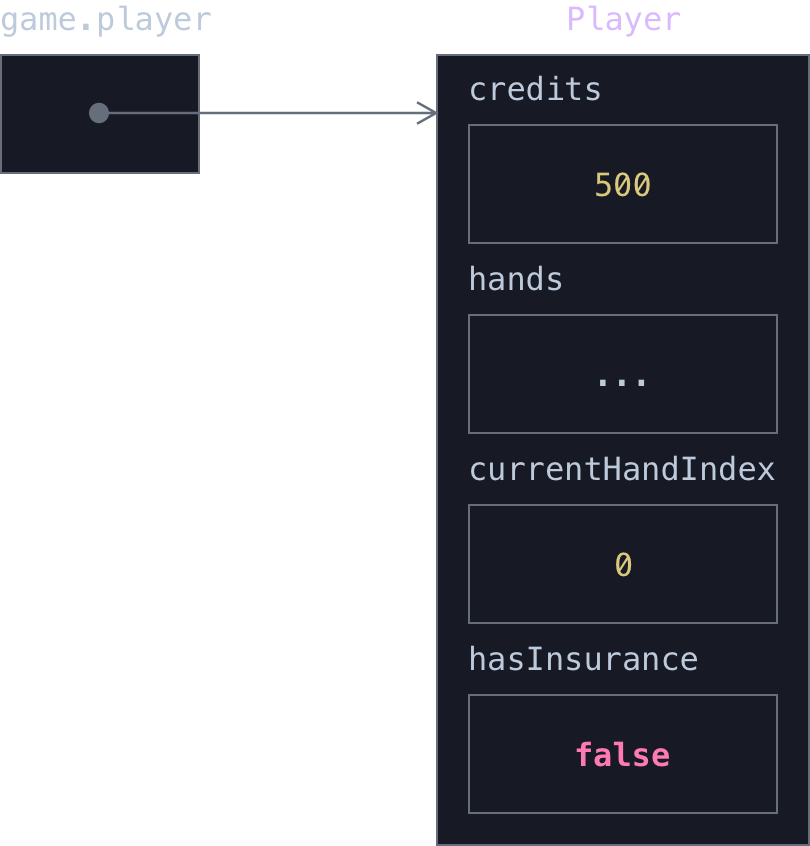 game.player
Player
credits
500
hands
...
currentHandIndex
0
hasInsurance
false